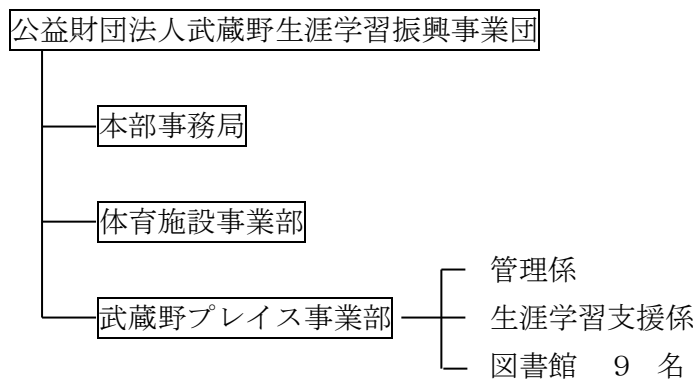 公益財団法人武蔵野生涯学習振興事業団
本部事務局
体育施設事業部
武蔵野プレイス事業部
管理係
生涯学習支援係
図書館　９　名